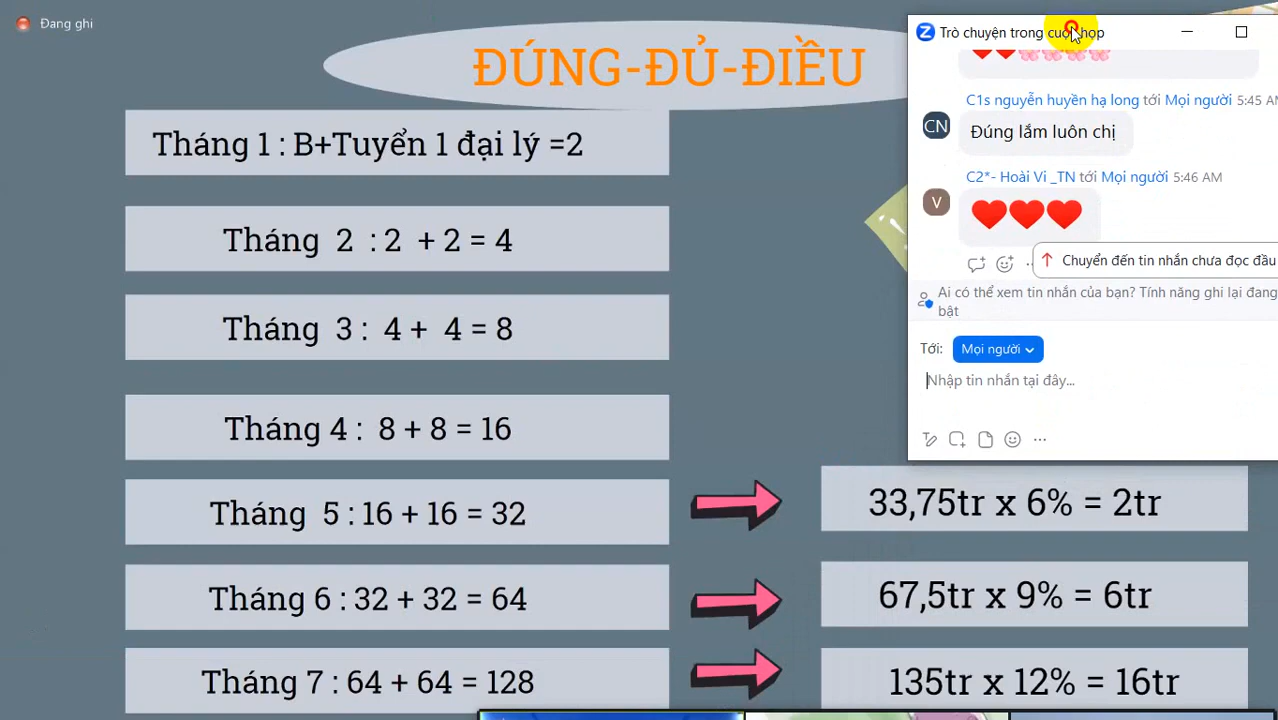 Đang ghi
ĐÚNG-ĐỦ-ĐIỀU
Tháng 1 : B+Tuyển 1 đại lý =2
Tháng 2 : 2 + 2 = 4
Tháng 3 : 4 + 4 = 8
Tháng 4 : 8 + 8 = 16
Tháng 5 : 16 + 16 = 32
33,75tr x 6% = 2tr
Tháng 6 : 32 + 32 = 64
67,5tr x 9% = 6tr
Tháng 7 : 64 + 64 = 128
135tr x 12% = 16tr
Trò chuyện trong cuộc họp
C1s nguyễn huyền hạ long tới Mọi người 5:45 AM
CN
Đúng lắm luôn chị
C2*- Hoài Vi _TN tới Mọi người 5:46 AM
V
Chuyển đến tin nhắn chưa đọc đầu
Ai có thể xem tin nhắn của bạn? Tính năng ghi lại đang
bật
Tới: Mọi người
Nhập tin nhắn tại đây...